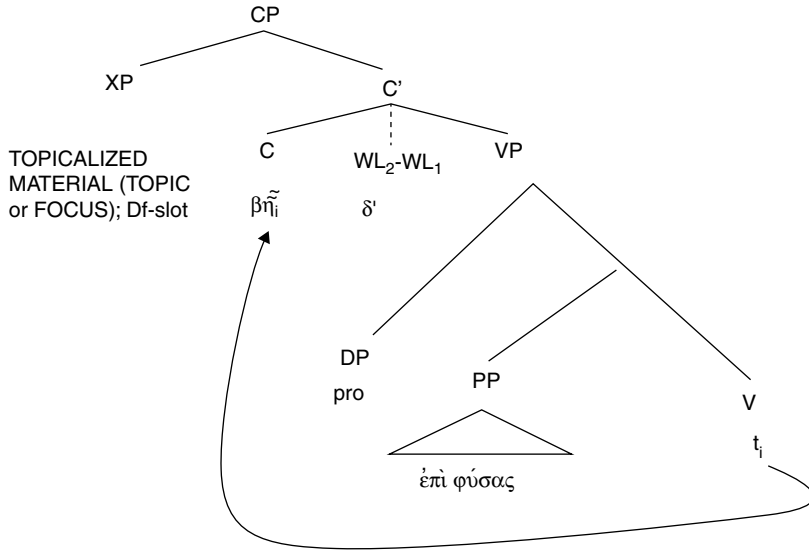 CP
XP
C'
C
WL₂-WL₁
VP
TOPICALIZED
MATERIAL (TOPIC
or FOCUS); Df-slot
βη̃ᵢ
δ'
DP
PP
pro
V
tᵢ
ἐπὶ φύσας